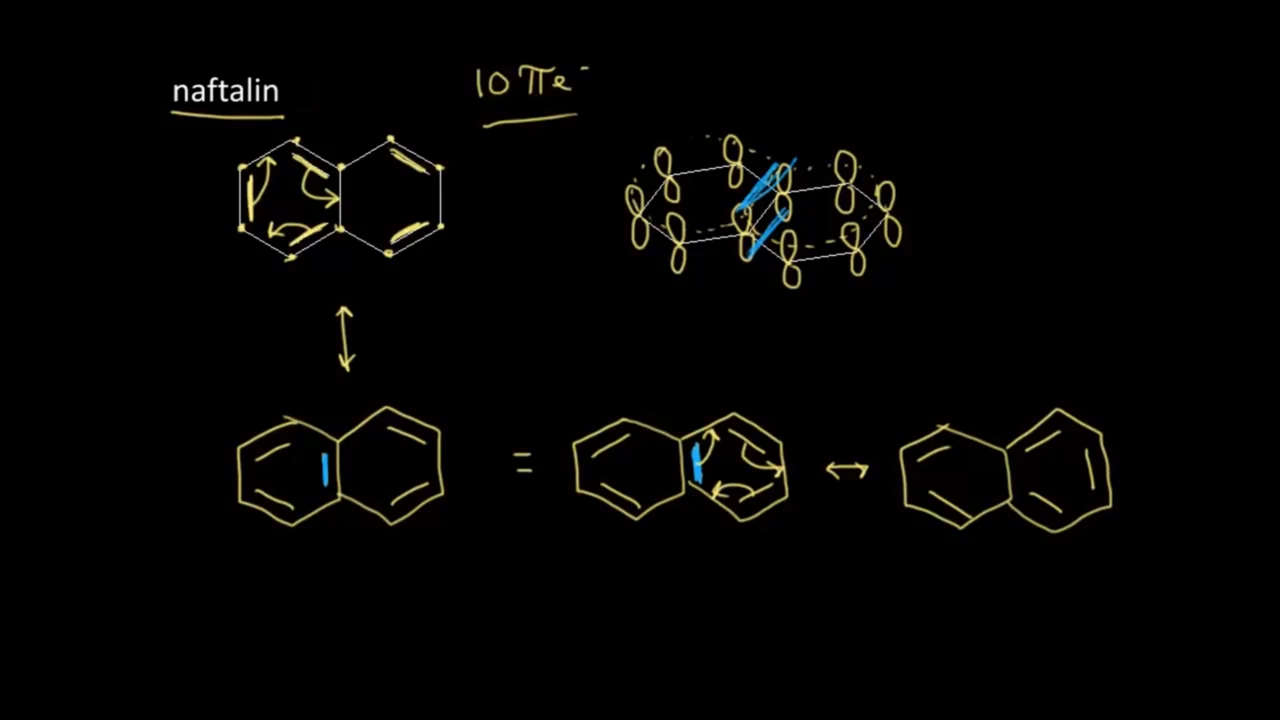 naftalin
10 πe⁻
=